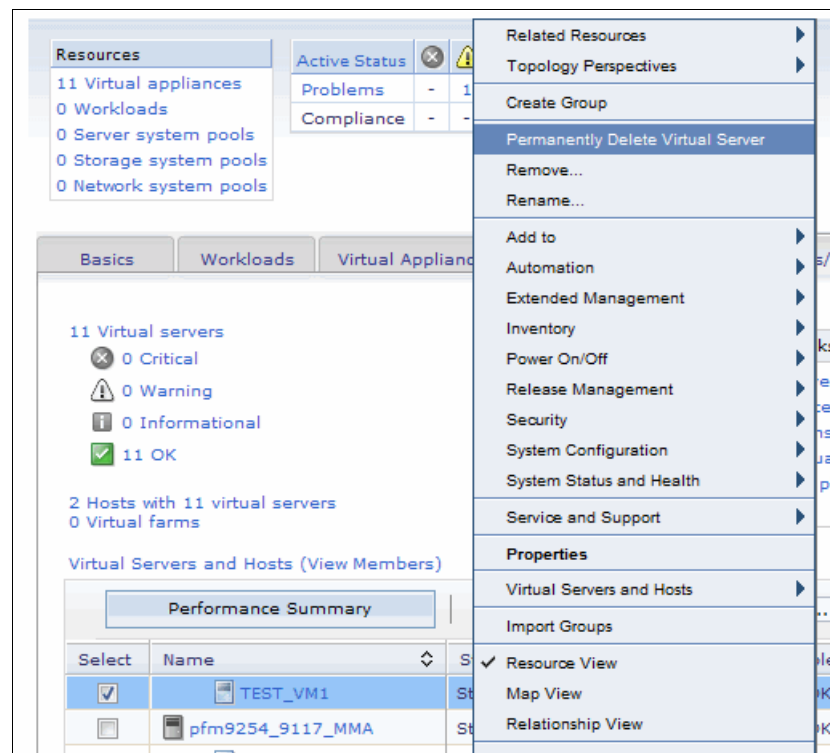 Resources
11 Virtual appliances
0 Workloads
0 Server system pools
0 Storage system pools
0 Network system pools
Active Status
Problems - 1
Compliance - -
Related Resources
Topology Perspectives
Create Group
Permanently Delete Virtual Server
Remove...
Rename...
Add to
Automation
Extended Management
Inventory
Power On/Off
Release Management
Security
System Configuration
System Status and Health
Service and Support
Properties
Virtual Servers and Hosts
Import Groups
Resource View
Map View
Relationship View
Basics
Workloads
Virtual
11 Virtual servers
0 Critical
0 Warning
0 Informational
11 OK
2 Hosts with 11 virtual servers
0 Virtual farms
Virtual Servers and Hosts (View Members)
Performance Summary
Select Name
TEST_VM1
pfm9254_9117_MMA